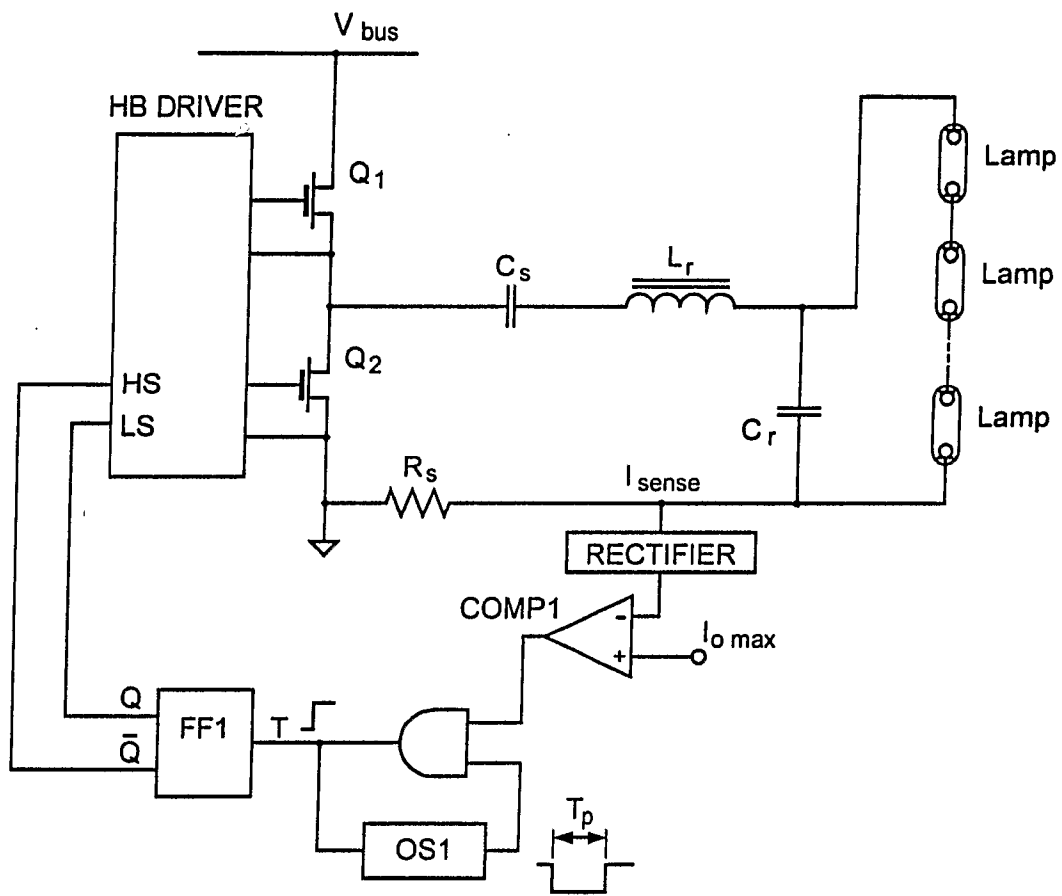 V bus
HB DRIVER
Q1
Lamp
Cs
Lr
Lamp
Q2
HS
LS
Cr
Lamp
Rs
I sense
RECTIFIER
COMP1
-
+
Io max
Q
FF1
T
Q̄
Tp
OS1